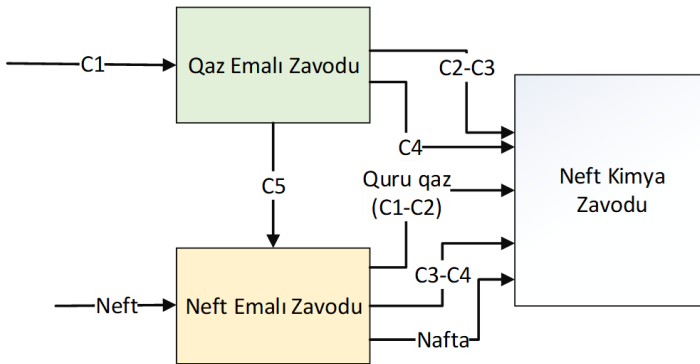 C1
Qaz Emalı Zavodu
C2-C3
C4
C5
Quru qaz
(C1-C2)
Neft Kimya
Zavodu
Neft
Neft Emalı Zavodu
C3-C4
Nafta